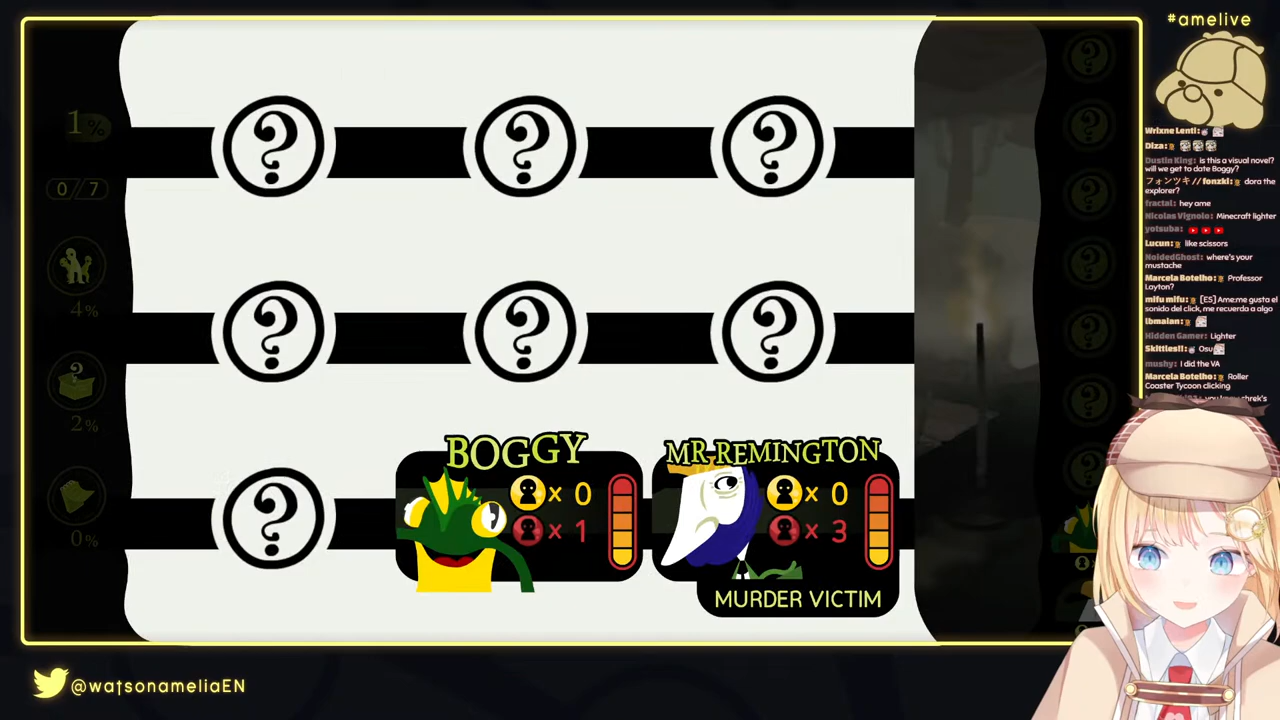 #amelive
1%
0/7
4%
2%
0%
?
?
?
?
?
?
?
BOGGY
x 0
x 1
MR REMINGTON
x 0
x 3
MURDER VICTIM
@watsonameliaEN
Wrixne Lenti:
Diza:
Dustin King: is this a visual novel?
will we get to date Boggy?
フォンツキ // fonzki: dora the
explorer?
fractal: hey ame
Nicolas Vignolo: Minecraft lighter
yotsuba:
Lucun: like scissors
NoidedGhost: where's your
mustache
Marcela Botelho: Professor
Layton?
mifu mifu: [ES] Ame:me gusta el
sonido del click, me recuerda a algo
lbmaian:
Hidden Gamer: Lighter
Skittles!!: Osu
mushy: I did the VA
Marcela Botelho: Roller
Coaster Tycoon clicking